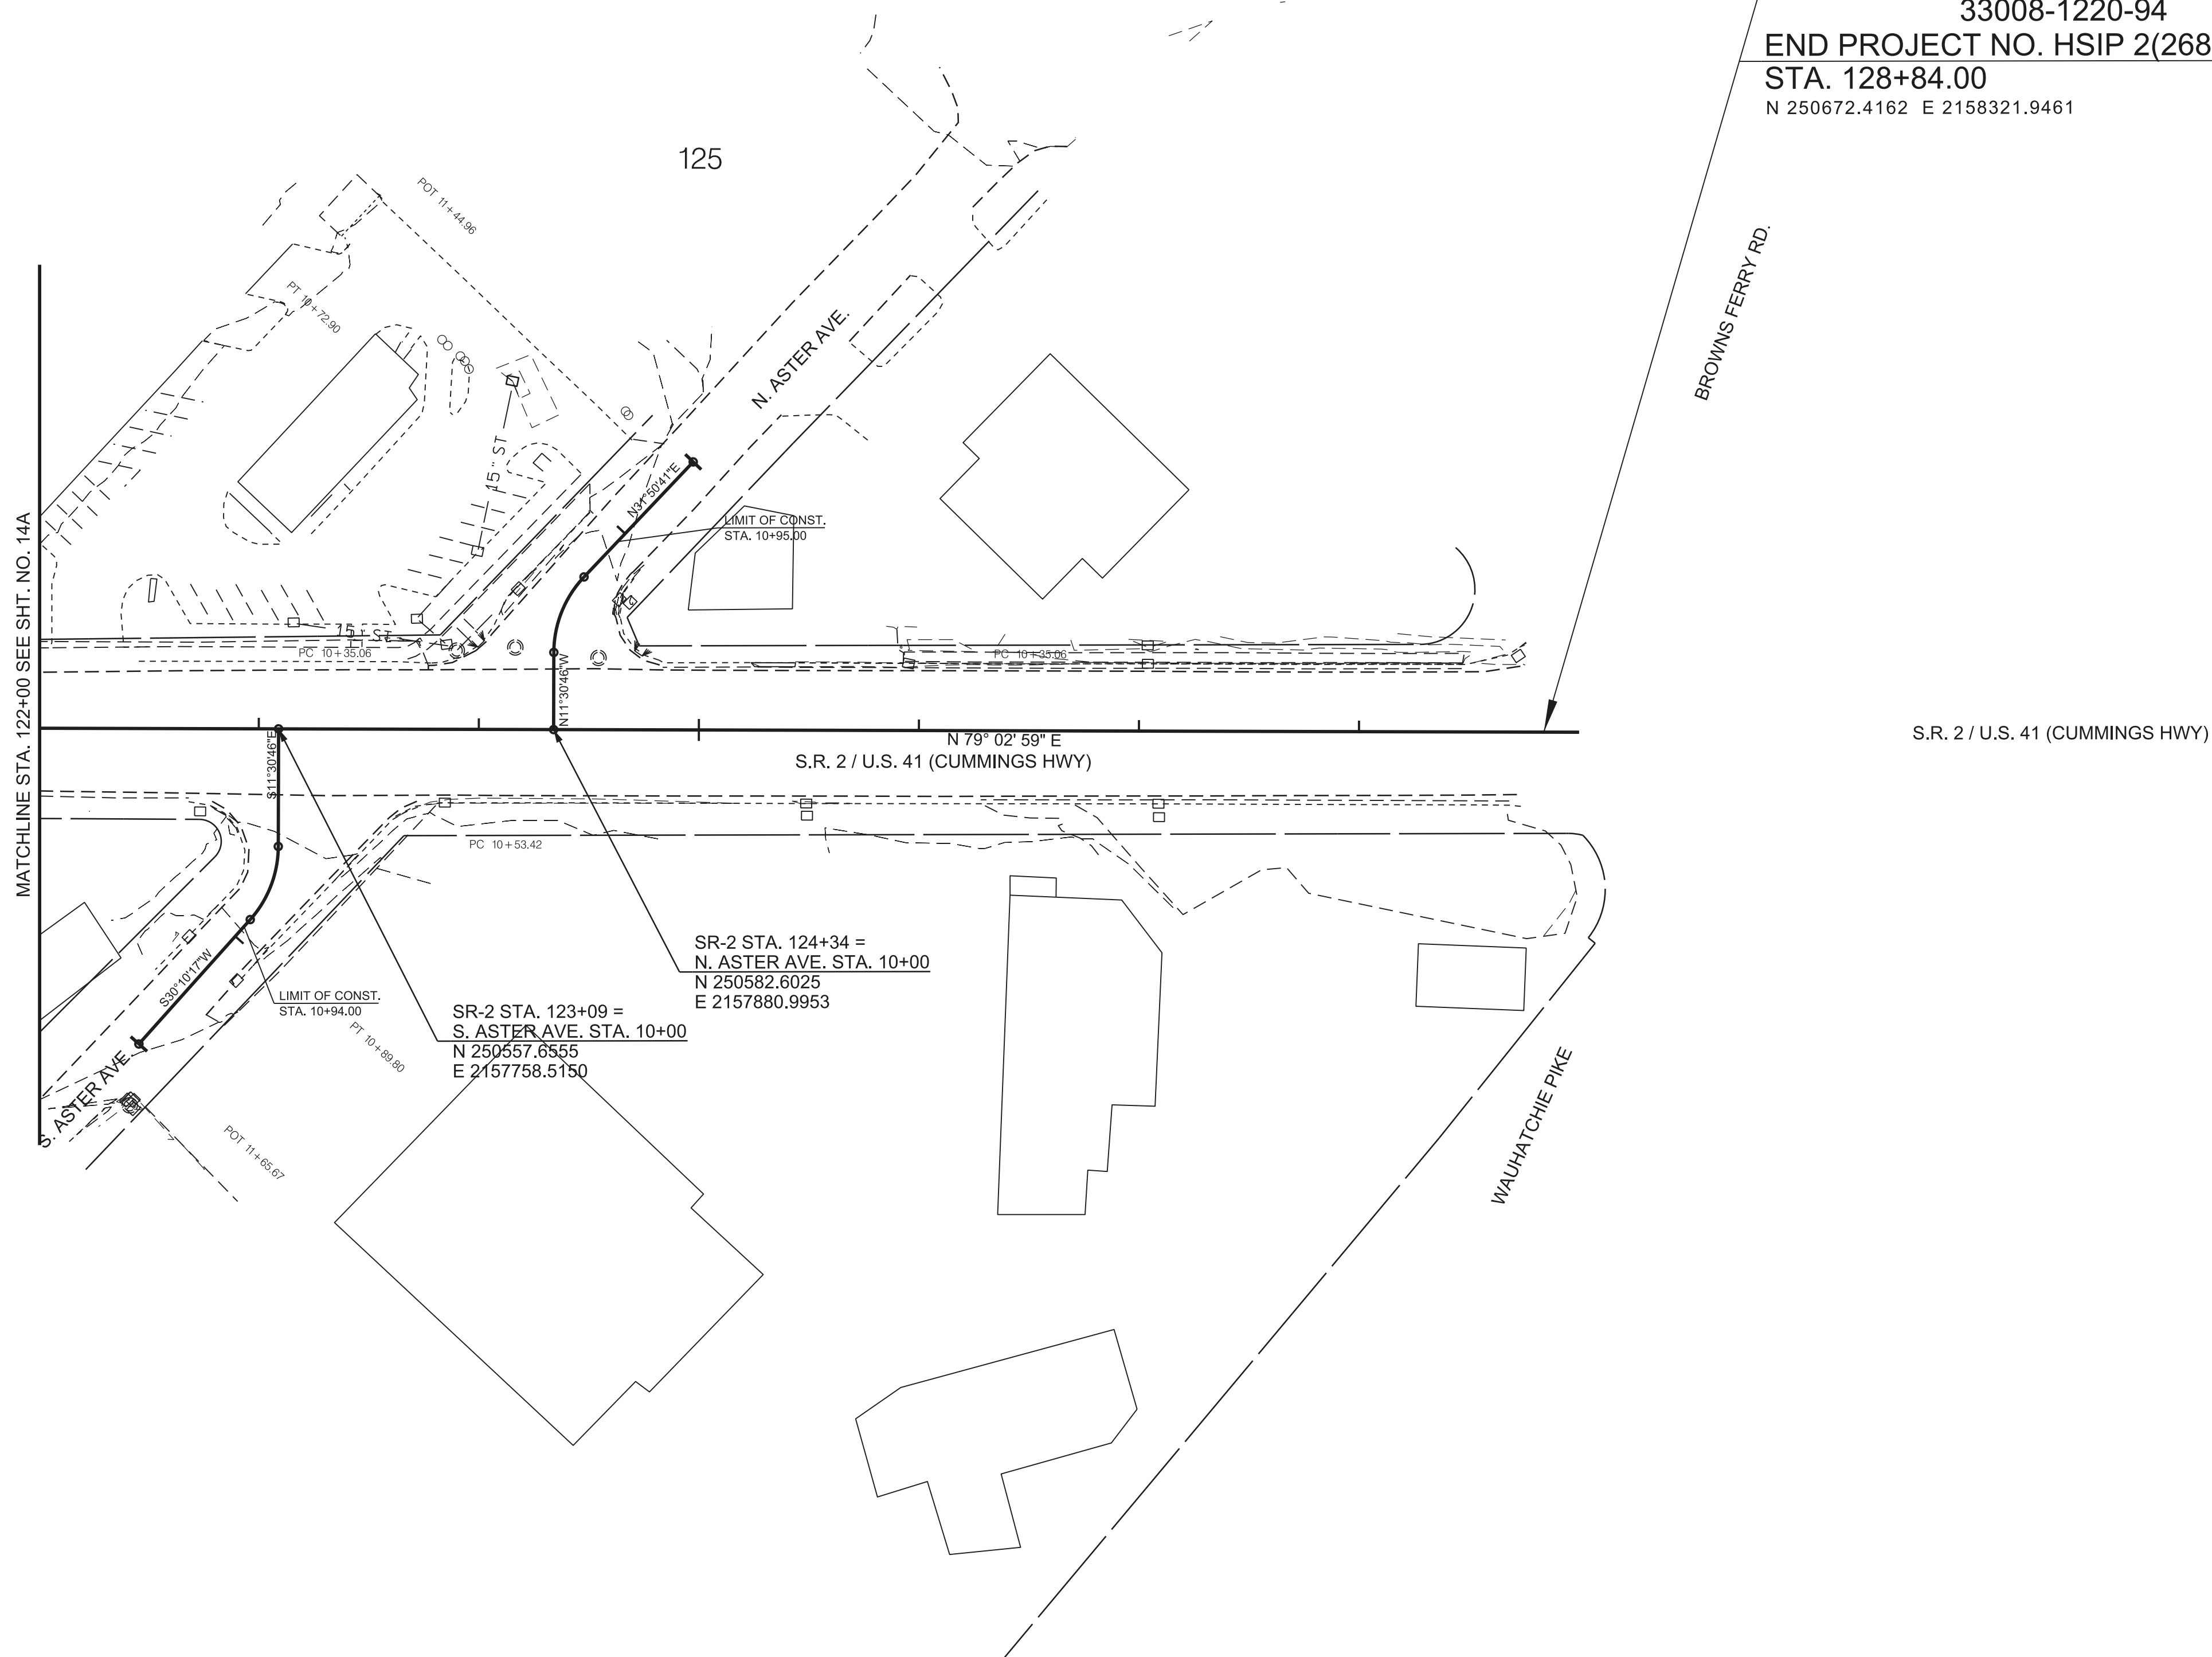 33008-1220-94
END PROJECT NO. HSIP 2(268
STA. 128+84.00
N 250672.4162 E 2158321.9461
125
POT 11+44.96
PT 10+72.90
BROWNS FERRY RD.
N. ASTER AVE.
15" ST
N31°50'41"E
LIMIT OF CONST.
STA. 10+95.00
MATCHLINE STA. 122+00 SEE SHT. NO. 14A
15" ST
PC 10+35.06
PC 10+35.06
N11°30'46"W
S11°30'46"E
N 79° 02' 59" E
S.R. 2 / U.S. 41 (CUMMINGS HWY)
S.R. 2 / U.S. 41 (CUMMINGS HWY)
PC 10+53.42
SR-2 STA. 124+34 =
N. ASTER AVE. STA. 10+00
N 250582.6025
E 2157880.9953
S30°10'17"W
LIMIT OF CONST.
STA. 10+94.00
SR-2 STA. 123+09 =
S. ASTER AVE. STA. 10+00
N 250557.6555
E 2157758.5150
PT 10+89.80
S. ASTER AVE.
POT 11+65.67
WAUHATCHIE PIKE